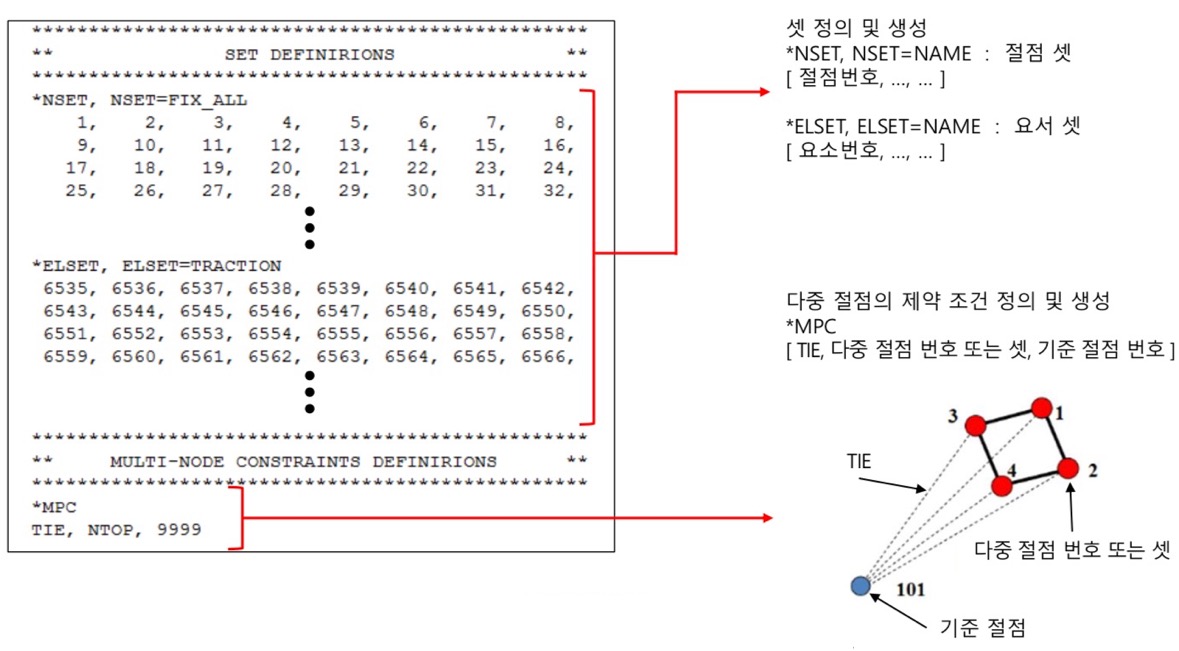 ******************************************************
** SET DEFINIRIONS **
******************************************************
*NSET, NSET=FIX_ALL
1, 2, 3, 4, 5, 6, 7, 8,
9, 10, 11, 12, 13, 14, 15, 16,
17, 18, 19, 20, 21, 22, 23, 24,
25, 26, 27, 28, 29, 30, 31, 32,
*ELSET, ELSET=TRACTION
6535, 6536, 6537, 6538, 6539, 6540, 6541, 6542,
6543, 6544, 6545, 6546, 6547, 6548, 6549, 6550,
6551, 6552, 6553, 6554, 6555, 6556, 6557, 6558,
6559, 6560, 6561, 6562, 6563, 6564, 6565, 6566,
******************************************************
** MULTI-NODE CONSTRAINTS DEFINIRIONS **
******************************************************
*MPC
TIE, NTOP, 9999
셋 정의 및 생성
*NSET, NSET=NAME : 절점 셋
[ 절점번호, ..., ... ]
*ELSET, ELSET=NAME : 요서 셋
[ 요소번호, ..., ... ]
다중 절점의 제약 조건 정의 및 생성
*MPC
[ TIE, 다중 절점 번호 또는 셋, 기준 절점 번호 ]
3
1
TIE
4
2
다중 절점 번호 또는 셋
101
기준 절점